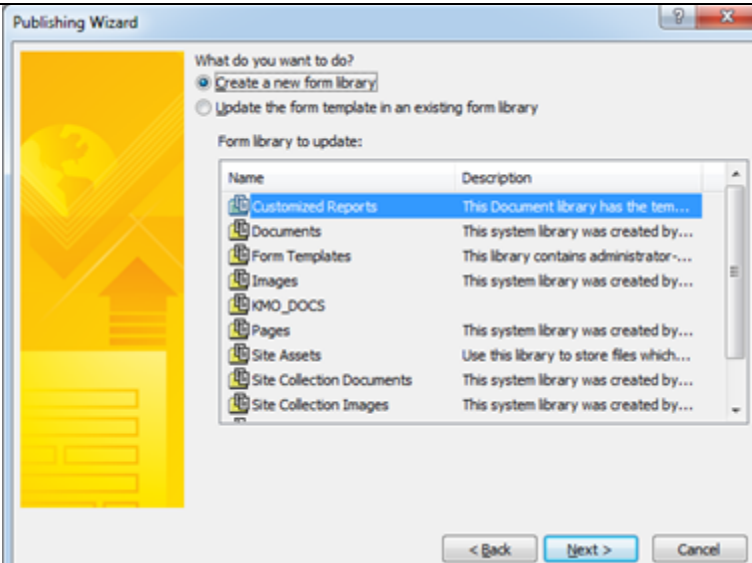 Publishing Wizard
What do you want to do?
Create a new form library
Update the form template in an existing form library
Form library to update:
Name Description
Customized Reports This Document library has the tem...
Documents This system library was created by...
Form Templates This library contains administrator-...
Images This system library was created by...
KMO_DOCS
Pages This system library was created by...
Site Assets Use this library to store files which...
Site Collection Documents This system library was created by...
Site Collection Images This system library was created by...
< Back Next > Cancel